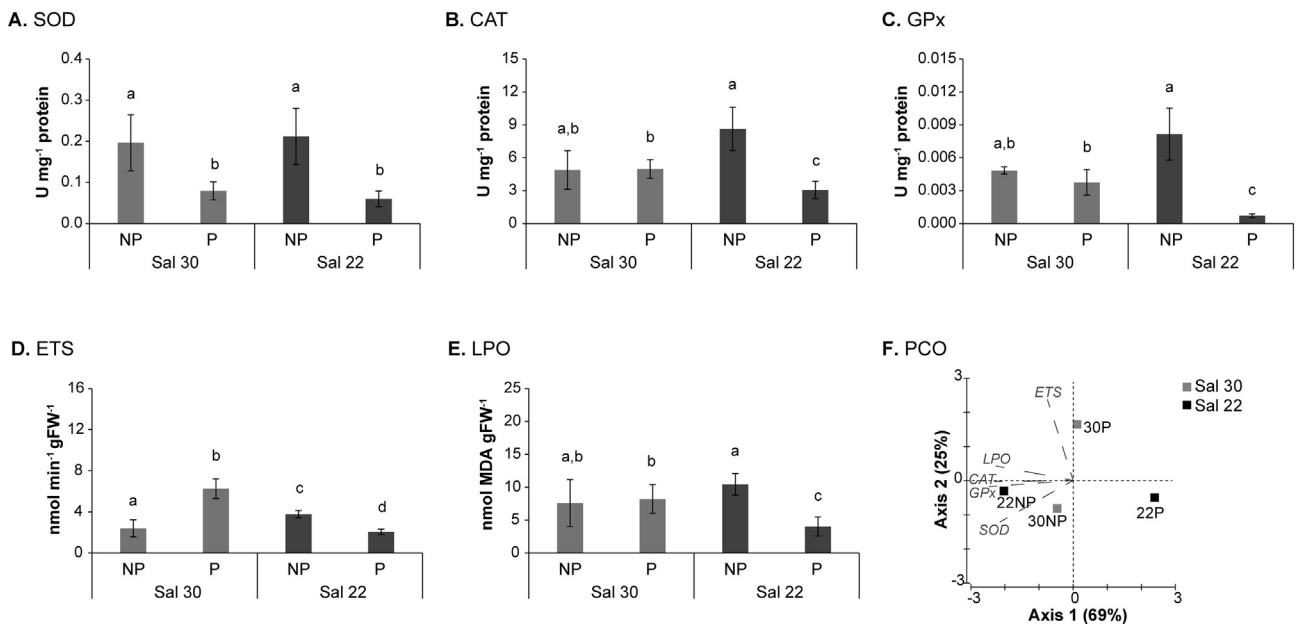 A. SOD
U mg⁻¹ protein
0.4
0.3
0.2
0.1
0.0
a
b
a
b
NP P NP P
Sal 30 Sal 22
B. CAT
U mg⁻¹ protein
15
12
9
6
3
0
a,b
b
a
c
NP P NP P
Sal 30 Sal 22
C. GPx
U mg⁻¹ protein
0.015
0.012
0.009
0.006
0.003
0.000
a,b
b
a
c
NP P NP P
Sal 30 Sal 22
D. ETS
nmol min⁻¹ gFW⁻¹
16
12
8
4
0
a
b
c
d
NP P NP P
Sal 30 Sal 22
E. LPO
nmol MDA gFW⁻¹
25
20
15
10
5
0
a,b
b
a
c
NP P NP P
Sal 30 Sal 22
F. PCO
Axis 2 (25%)
3
0
-3
ETS
LPO
CAT
GPx
SOD
30P
22NP
30NP
22P
Sal 30
Sal 22
-3 0 3
Axis 1 (69%)